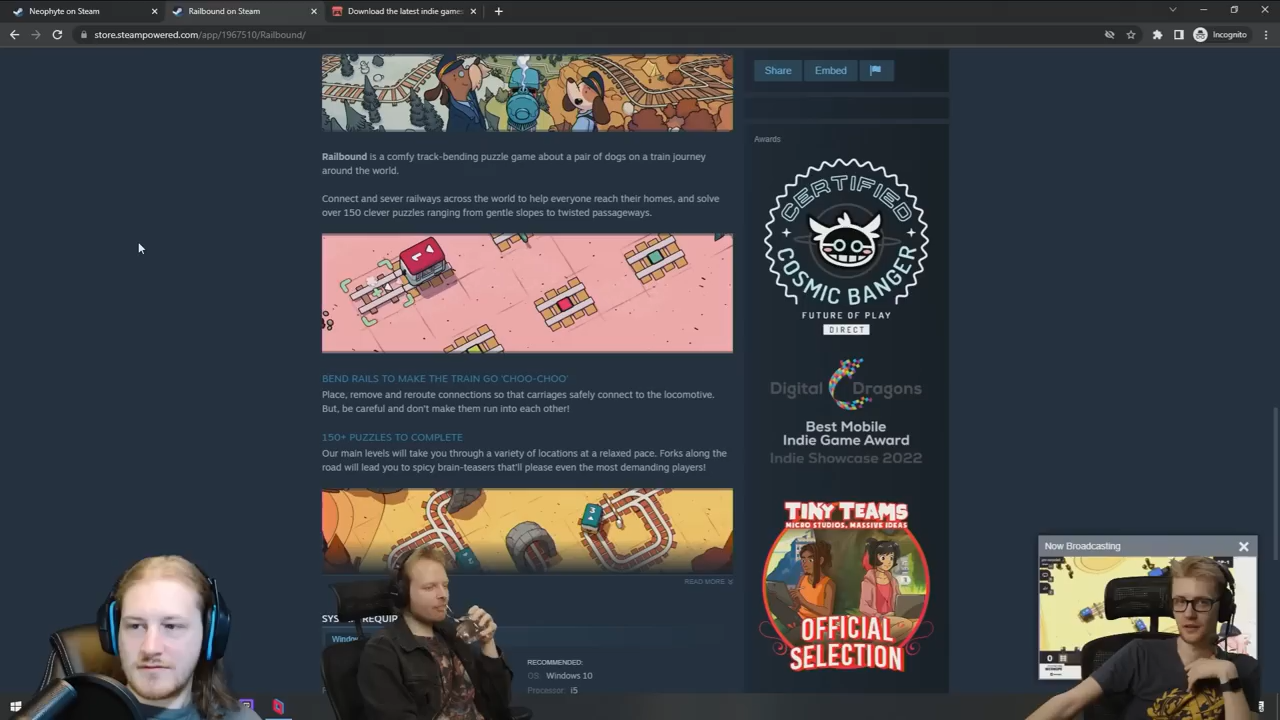 Neophyte on Steam
Railbound on Steam
Download the latest indie games
store.steampowered.com/app/1967510/Railbound/
Incognito
Share
Embed
Railbound is a comfy track-bending puzzle game about a pair of dogs on a train journey
around the world.
Connect and sever railways across the world to help everyone reach their homes, and solve
over 150 clever puzzles ranging from gentle slopes to twisted passageways.
1
BEND RAILS TO MAKE THE TRAIN GO 'CHOO-CHOO'
Place, remove and reroute connections so that carriages safely connect to the locomotive.
But, be careful and don't make them run into each other!
150+ PUZZLES TO COMPLETE
Our main levels will take you through a variety of locations at a relaxed pace. Forks along the
road will lead you to spicy brain-teasers that'll please even the most demanding players!
3
READ MORE
SYS REQUIP
Windo
RECOMMENDED:
OS: Windows 10
Processor: i5
Awards
CERTIFIED
COSMIC BANGER
FUTURE OF PLAY
DIRECT
Digital Dragons
Best Mobile
Indie Game Award
Indie Showcase 2022
TINY TEAMS
MICRO STUDIOS, MASSIVE IDEAS
OFFICIAL
SELECTION
Now Broadcasting
0